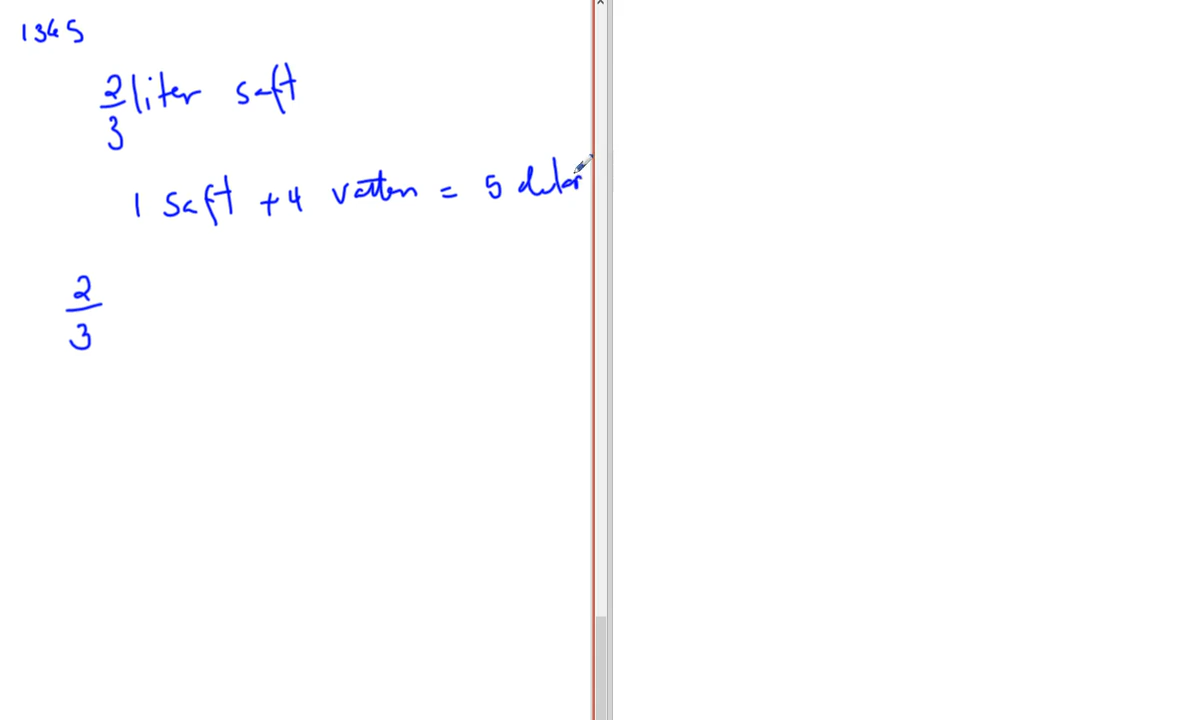 1345
2/3 liter saft
1 saft + 4 vatten = 5 delar
2/3